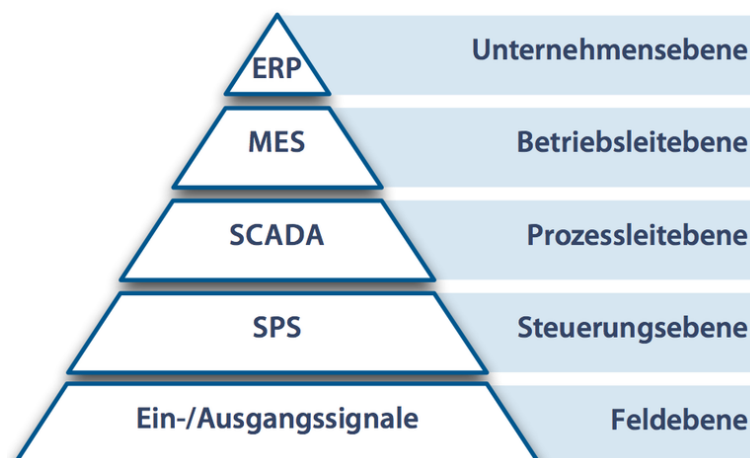 ERP
Unternehmensebene
MES
Betriebsleitebene
SCADA
Prozessleitebene
SPS
Steuerungsebene
Ein-/Ausgangssignale
Feldebene